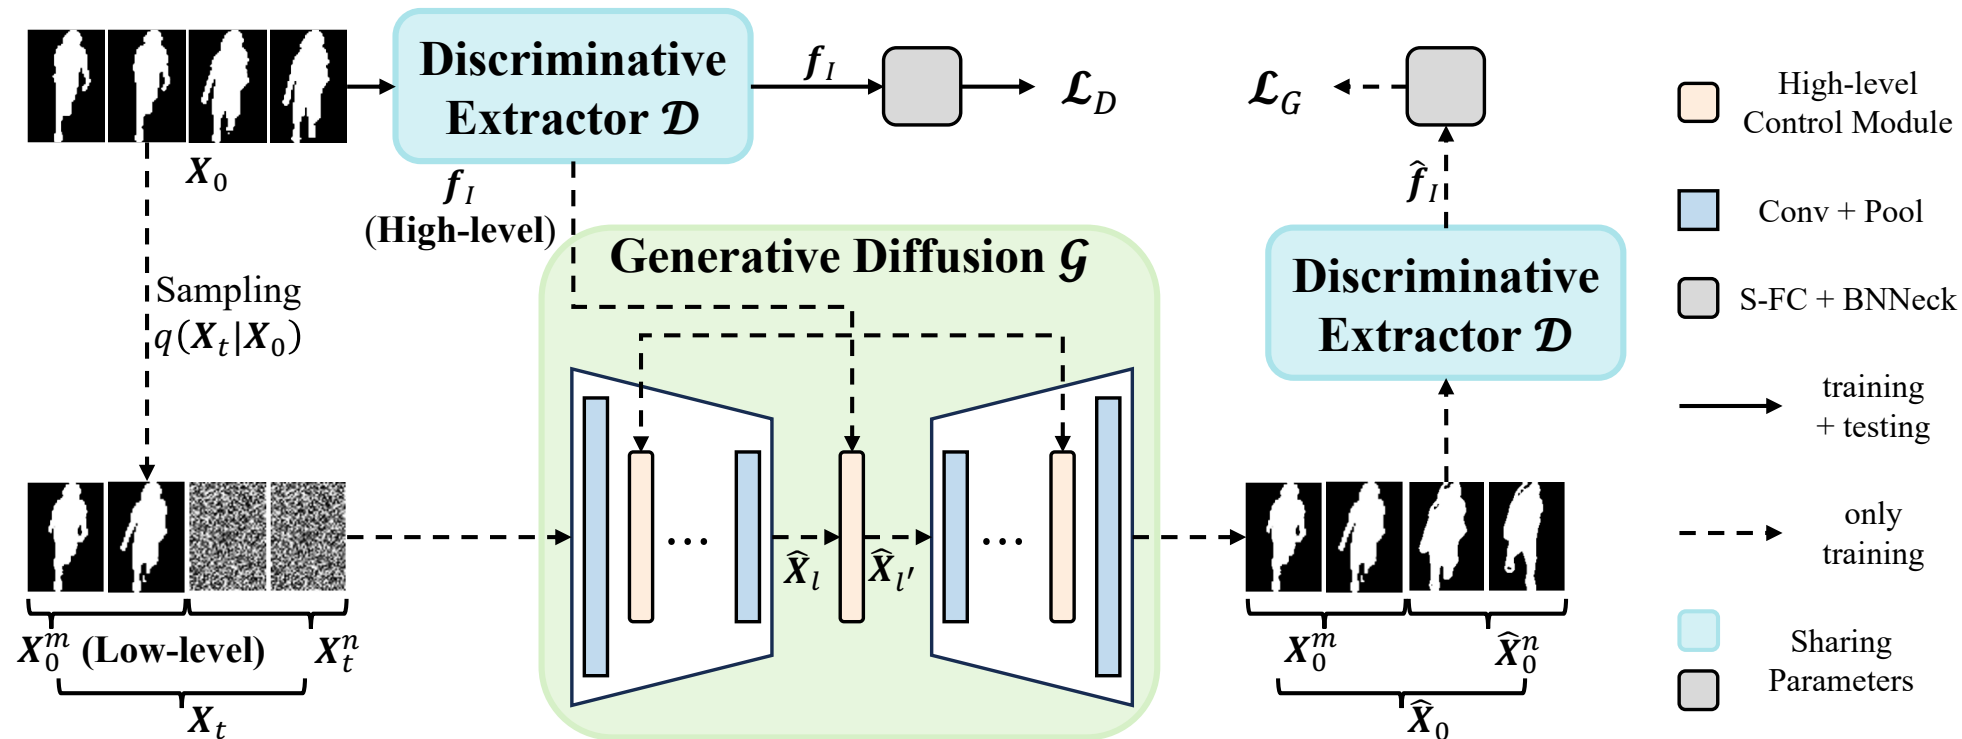 Discriminative
Extractor 𝓓
f_I
𝓛_D
𝓛_G
X_0
f_I
(High-level)
f̂_I
Sampling
q(X_t|X_0)
Generative Diffusion 𝓖
Discriminative
Extractor 𝓓
...
X̂_l
X̂_{l'}
...
X_0^m (Low-level)
X_t^n
X_t
X_0^m
X̂_0^n
X̂_0
High-level
Control Module
Conv + Pool
S-FC + BNNeck
training
+ testing
only
training
Sharing
Parameters